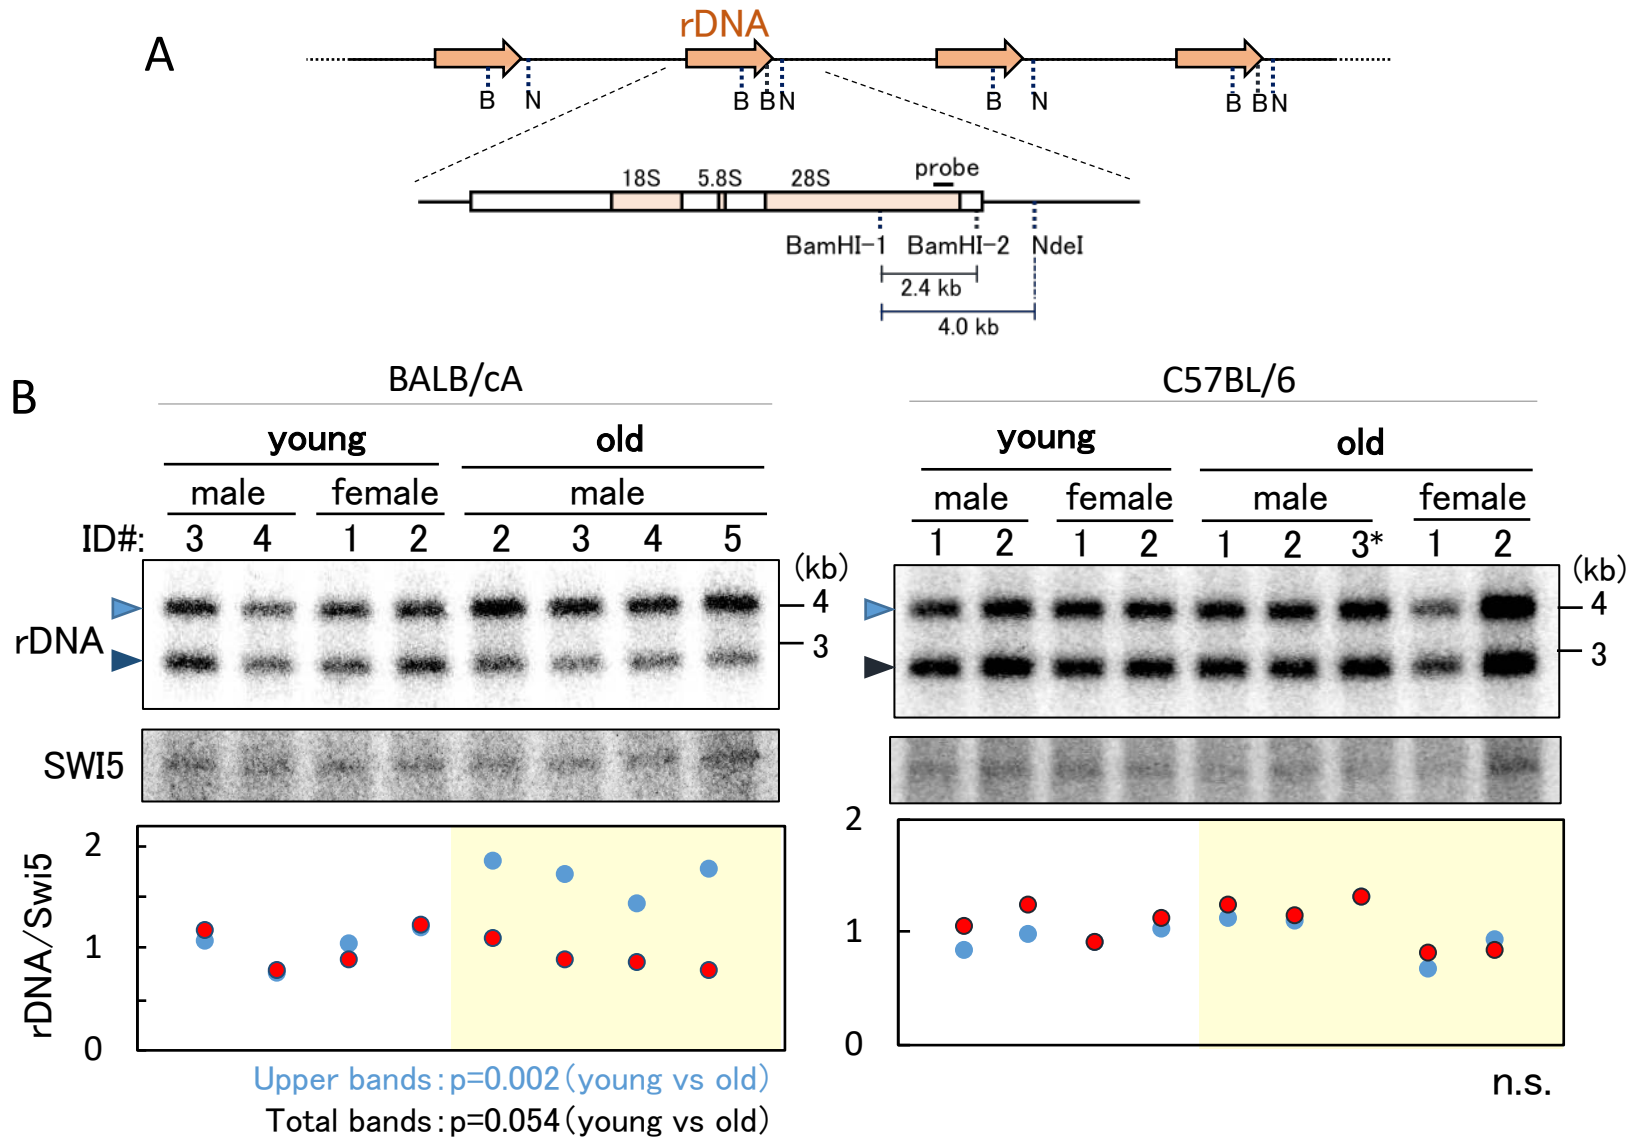 A
rDNA
B N B B N B N B B N
probe
18S 5.8S 28S
BamHI-1 BamHI-2 NdeI
2.4 kb
4.0 kb
B
BALB/cA C57BL/6
young old young old
male female male male female male female
ID#: 3 4 1 2 2 3 4 5 1 2 1 2 1 2 3* 1 2
(kb) (kb)
4 4
rDNA
3 3
SWI5
rDNA/Swi5
2 2
1 1
0 0
Upper bands:p=0.002(young vs old)
n.s.
Total bands:p=0.054(young vs old)